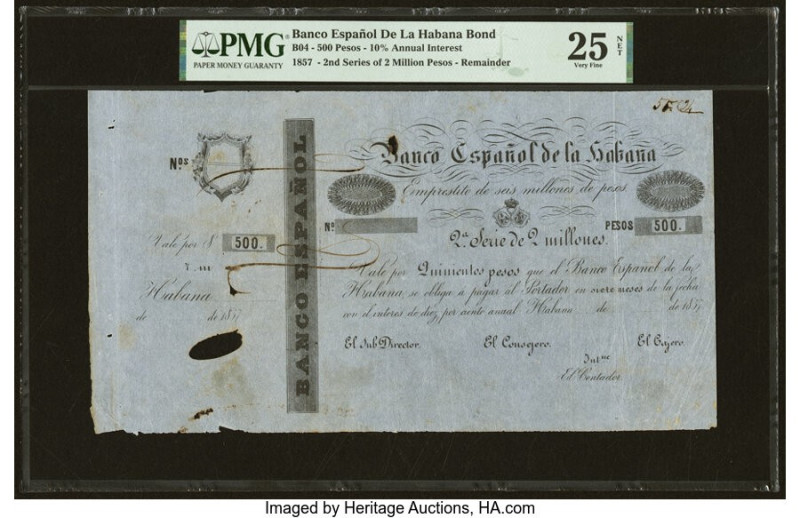 PMG
PAPER MONEY GUARANTY
Banco Español De La Habana Bond
B04 - 500 Pesos - 10% Annual Interest
1857 - 2nd Series of 2 Million Pesos - Remainder
25 NET
Very Fine
Nos
Vale por $ 500.
Habana
de de 1857
BANCO ESPAÑOL
Banco Español de la Habana
Emprestito de seis millones de pesos
No PESOS 500.
2a Serie de 2 millones.
Vale por Quinientos pesos que el Banco Español de la
Habana, se obliga á pagar al Portador en siete meses de la fecha
con el interes de diez por ciento anual Habana de de 1857.
El Sub Director. El Consegero. El Cajero.
Intne
El Contador
Imaged by Heritage Auctions, HA.com